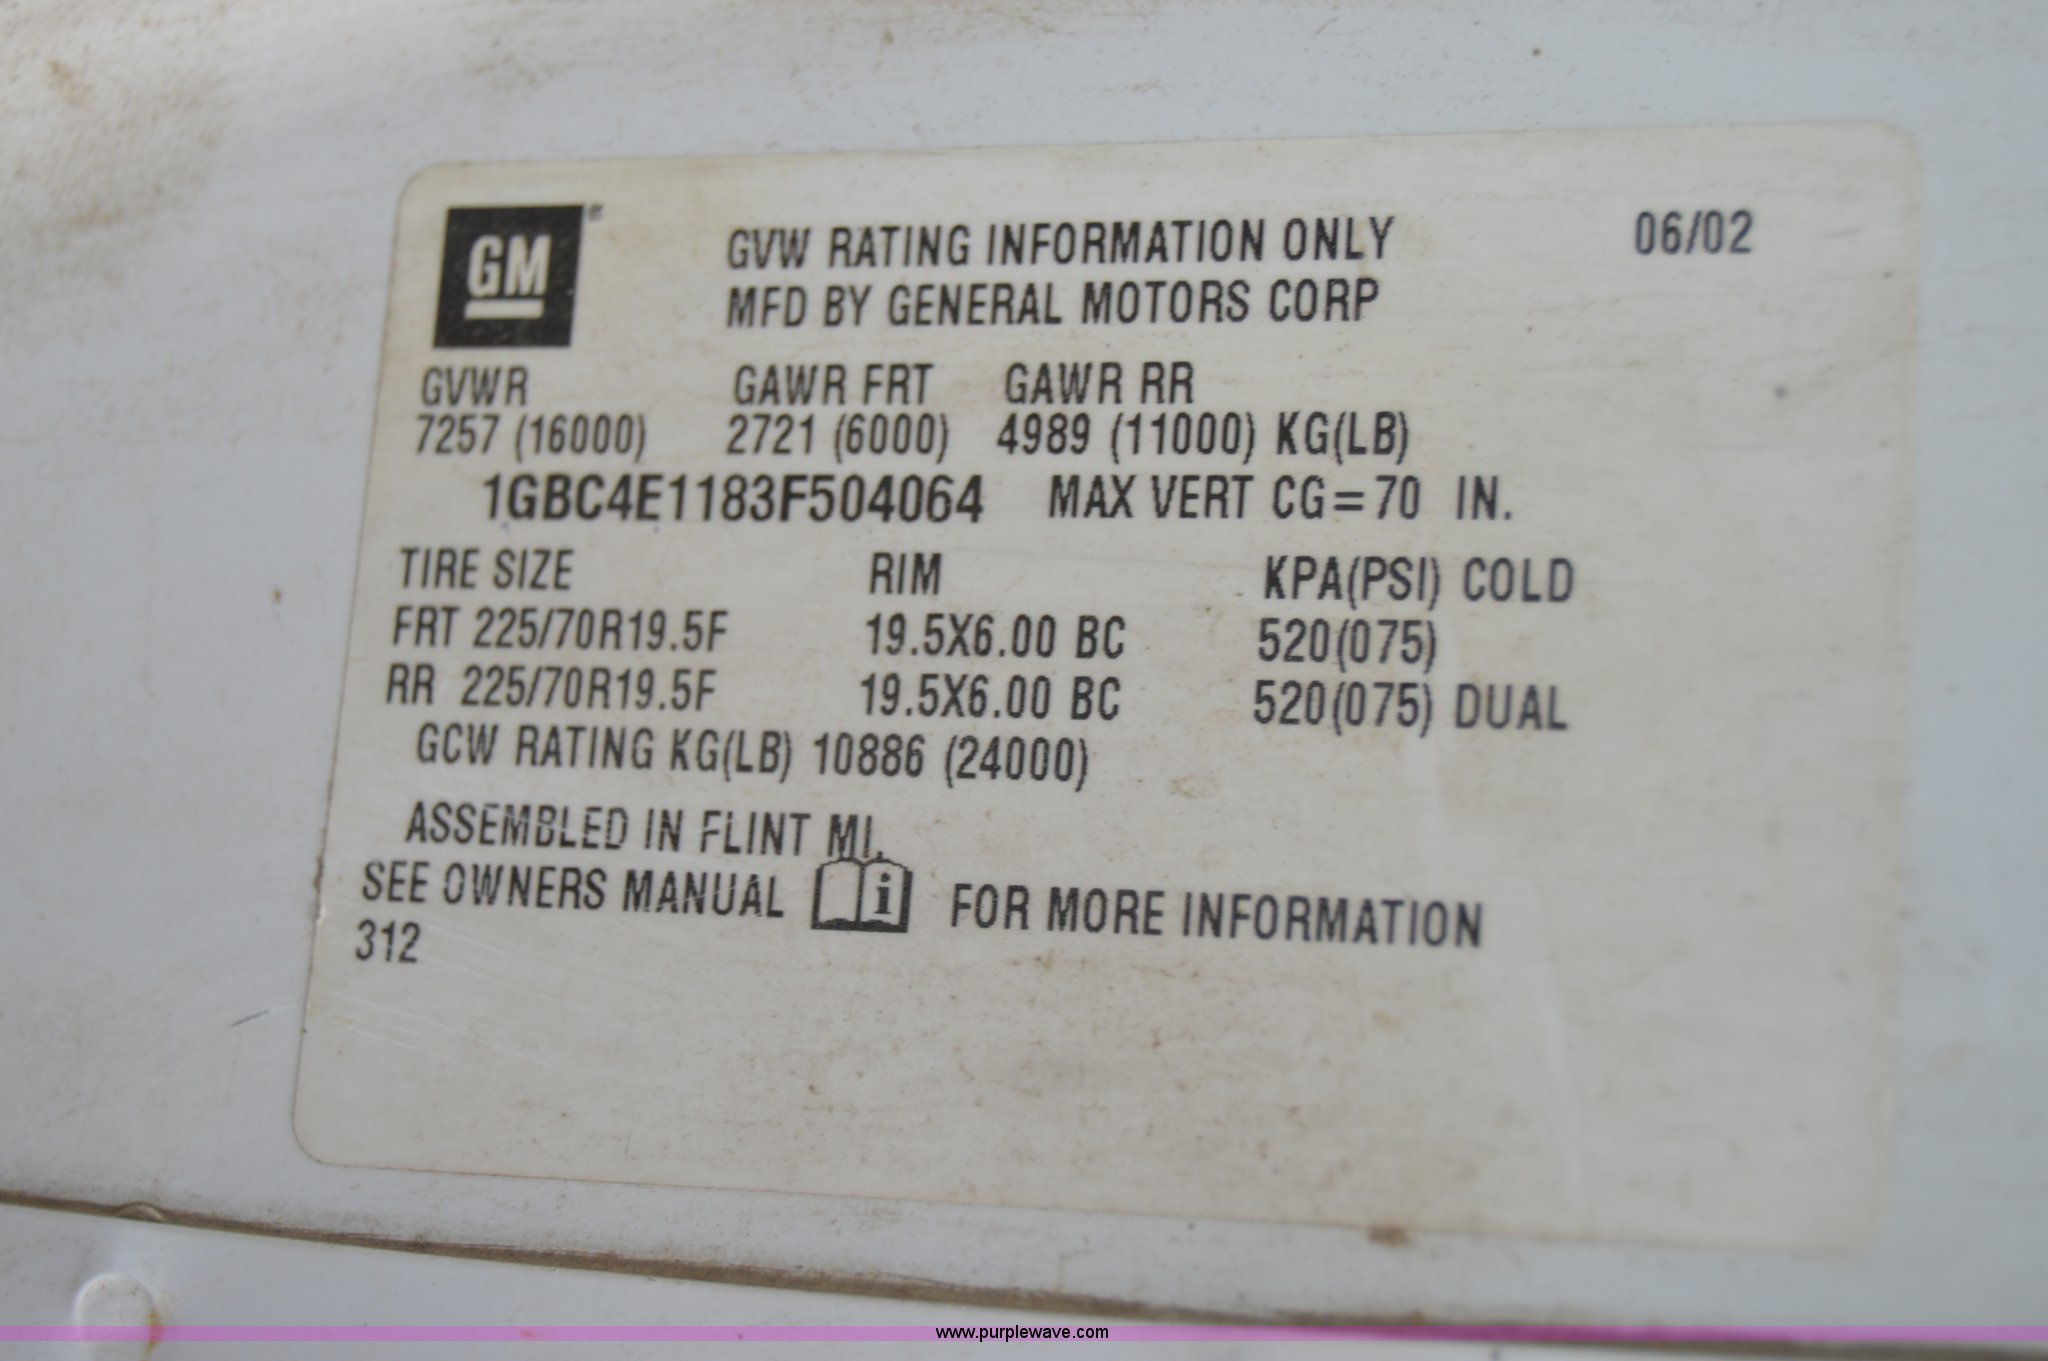 GM®
GVW RATING INFORMATION ONLY 06/02
MFD BY GENERAL MOTORS CORP
GVWR GAWR FRT GAWR RR
7257 (16000) 2721 (6000) 4989 (11000) KG(LB)
1GBC4E1183F504064 MAX VERT CG=70 IN.
TIRE SIZE RIM KPA(PSI) COLD
FRT 225/70R19.5F 19.5X6.00 BC 520(075)
RR 225/70R19.5F 19.5X6.00 BC 520(075) DUAL
GCW RATING KG(LB) 10886 (24000)
ASSEMBLED IN FLINT MI.
SEE OWNERS MANUAL i FOR MORE INFORMATION
312
www.purplewave.com